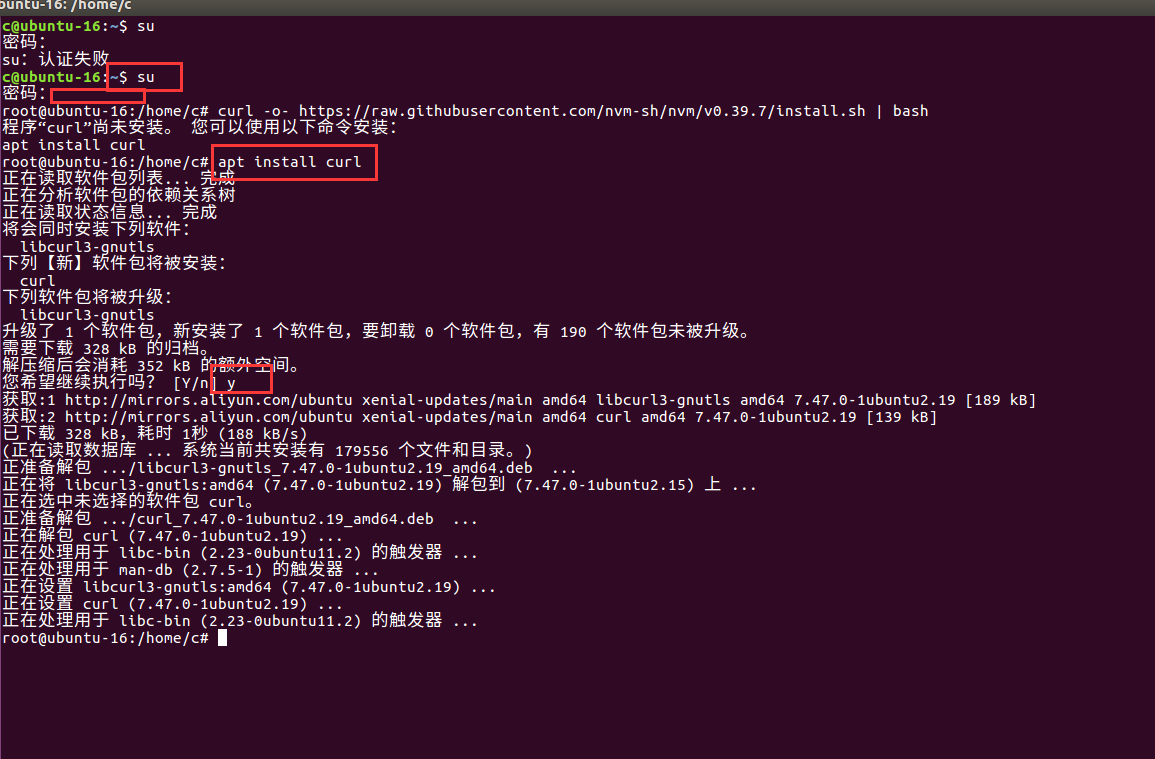 ubuntu-16: /home/c
c@ubuntu-16:~$ su
密码：
su：认证失败
c@ubuntu-16:~$ su
密码：
root@ubuntu-16:/home/c# curl -o- https://raw.githubusercontent.com/nvm-sh/nvm/v0.39.7/install.sh | bash
程序“curl”尚未安装。 您可以使用以下命令安装：
apt install curl
root@ubuntu-16:/home/c# apt install curl
正在读取软件包列表... 完成
正在分析软件包的依赖关系树
正在读取状态信息... 完成
将会同时安装下列软件：
libcurl3-gnutls
下列【新】软件包将被安装：
curl
下列软件包将被升级：
libcurl3-gnutls
升级了 1 个软件包，新安装了 1 个软件包，要卸载 0 个软件包，有 190 个软件包未被升级。
需要下载 328 kB 的归档。
解压缩后会消耗 352 kB 的额外空间。
您希望继续执行吗？ [Y/n] y
获取:1 http://mirrors.aliyun.com/ubuntu xenial-updates/main amd64 libcurl3-gnutls amd64 7.47.0-1ubuntu2.19 [189 kB]
获取:2 http://mirrors.aliyun.com/ubuntu xenial-updates/main amd64 curl amd64 7.47.0-1ubuntu2.19 [139 kB]
已下载 328 kB，耗时 1秒 (188 kB/s)
(正在读取数据库 ... 系统当前共安装有 179556 个文件和目录。)
正准备解包 .../libcurl3-gnutls_7.47.0-1ubuntu2.19_amd64.deb ...
正在将 libcurl3-gnutls:amd64 (7.47.0-1ubuntu2.19) 解包到 (7.47.0-1ubuntu2.15) 上 ...
正在选中未选择的软件包 curl。
正准备解包 .../curl_7.47.0-1ubuntu2.19_amd64.deb ...
正在解包 curl (7.47.0-1ubuntu2.19) ...
正在处理用于 libc-bin (2.23-0ubuntu11.2) 的触发器 ...
正在处理用于 man-db (2.7.5-1) 的触发器 ...
正在设置 libcurl3-gnutls:amd64 (7.47.0-1ubuntu2.19) ...
正在设置 curl (7.47.0-1ubuntu2.19) ...
正在处理用于 libc-bin (2.23-0ubuntu11.2) 的触发器 ...
root@ubuntu-16:/home/c#